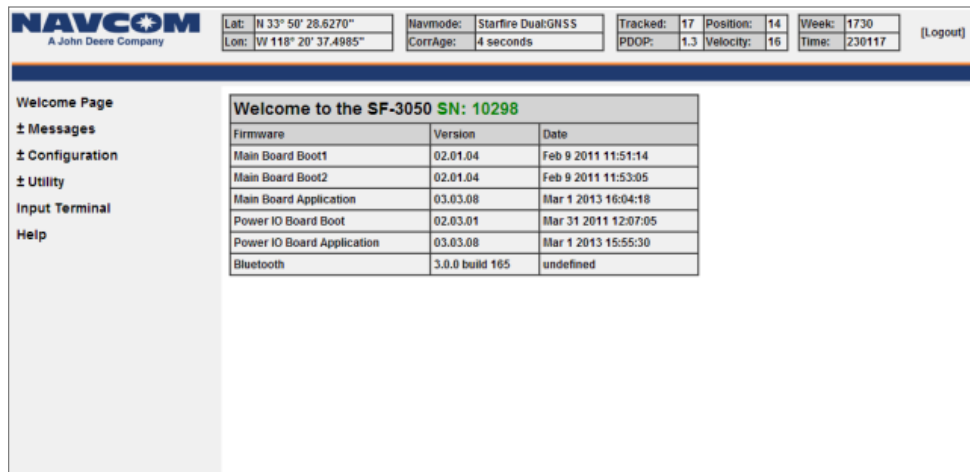 NAVCOM
A John Deere Company
Lat: N 33° 50' 28.6270"
Lon: W 118° 20' 37.4985"
Navmode: Starfire Dual:GNSS
CorrAge: 4 seconds
Tracked: 17 Position: 14
PDOP: 1.3 Velocity: 16
Week: 1730
Time: 230117
[Logout]
Welcome Page
± Messages
± Configuration
± Utility
Input Terminal
Help
Welcome to the SF-3050 SN: 10298
Firmware Version Date
Main Board Boot1 02.01.04 Feb 9 2011 11:51:14
Main Board Boot2 02.01.04 Feb 9 2011 11:53:05
Main Board Application 03.03.08 Mar 1 2013 16:04:18
Power IO Board Boot 02.03.01 Mar 31 2011 12:07:05
Power IO Board Application 03.03.08 Mar 1 2013 15:55:30
Bluetooth 3.0.0 build 165 undefined